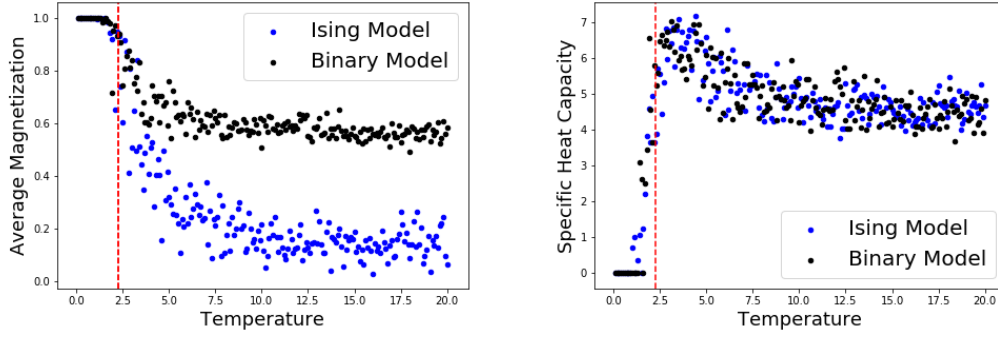 Average Magnetization
1.0
0.8
0.6
0.4
0.2
0.0
Ising Model
Binary Model
0.0 2.5 5.0 7.5 10.0 12.5 15.0 17.5 20.0
Temperature
Specific Heat Capacity
7
6
5
4
3
2
1
0
Ising Model
Binary Model
0.0 2.5 5.0 7.5 10.0 12.5 15.0 17.5 20.0
Temperature